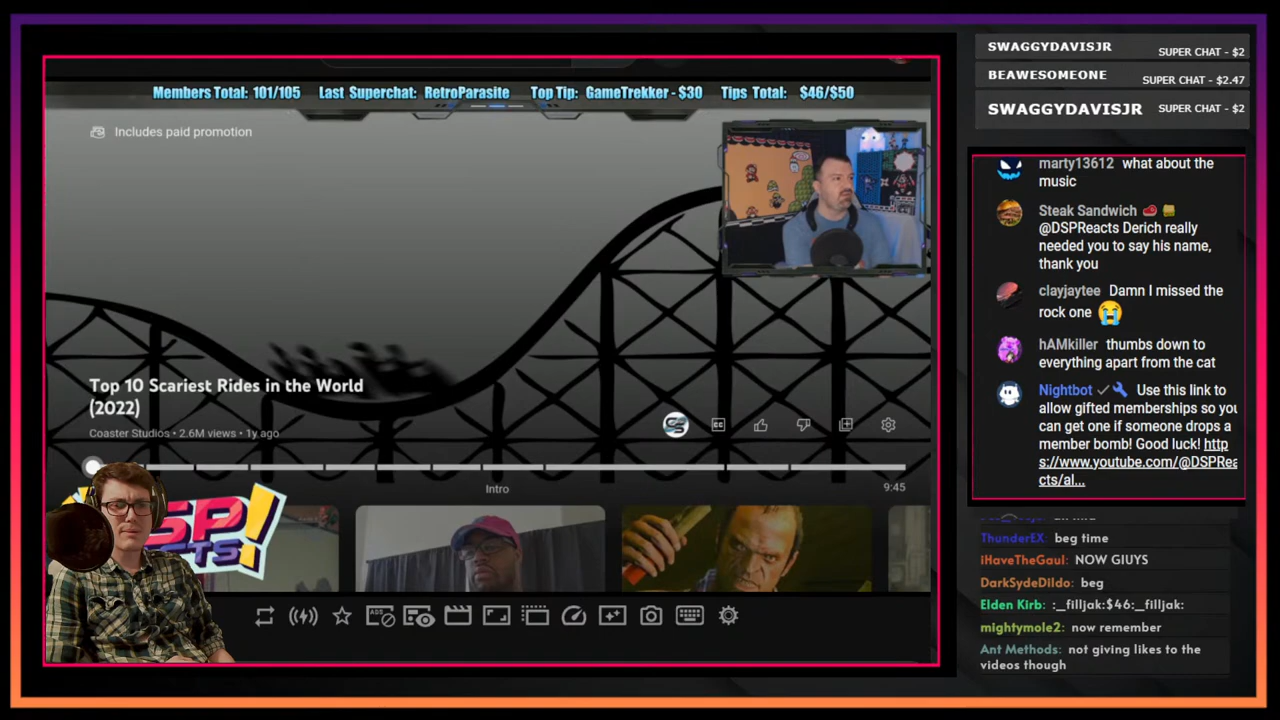 Members Total: 101/105 Last Superchat: RetroParasite Top Tip: GameTrekker - $30 Tips Total: $46/$50
Includes paid promotion
Top 10 Scariest Rides in the World
(2022)
Coaster Studios • 2.6M views • 1y ago
CC
Intro
9:45
SP!
CTS!
ADS
SWAGGYDAVISJR SUPER CHAT - $2
BEAWESOMEONE SUPER CHAT - $2.47
SWAGGYDAVISJR SUPER CHAT - $2
marty13612 what about the
music
Steak Sandwich
@DSPReacts Derich really
needed you to say his name,
thank you
clayjaytee Damn I missed the
rock one
hAMkiller thumbs down to
everything apart from the cat
Nightbot Use this link to
allow gifted memberships so you
can get one if someone drops a
member bomb! Good luck! http
s://www.youtube.com/@DSPRea
cts/al...
ThunderEX: beg time
iHaveTheGaul: NOW GIUYS
DarkSydeDildo: beg
Elden Kirb: :_filljak:$46:_filljak:
mightymole2: now remember
Ant Methods: not giving likes to the
videos though